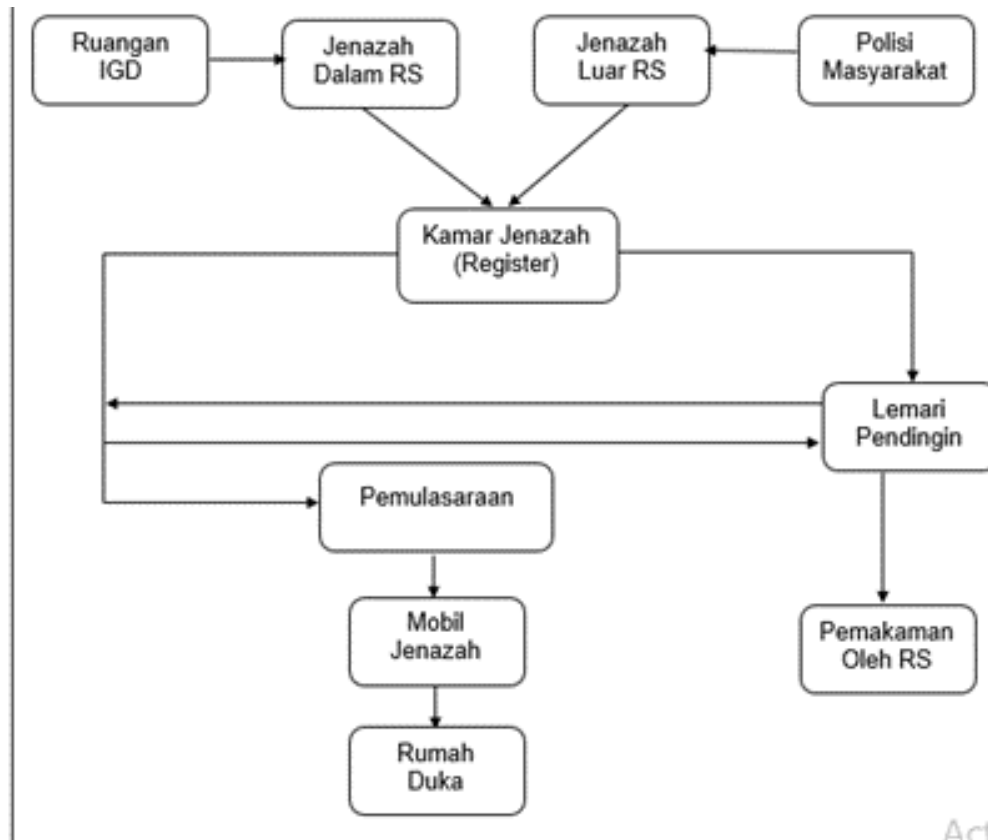 Ruangan
IGD
Jenazah
Dalam RS
Jenazah
Luar RS
Polisi
Masyarakat
Kamar Jenazah
(Register)
Lemari
Pendingin
Pemulasaraan
Mobil
Jenazah
Pemakaman
Oleh RS
Rumah
Duka
Act